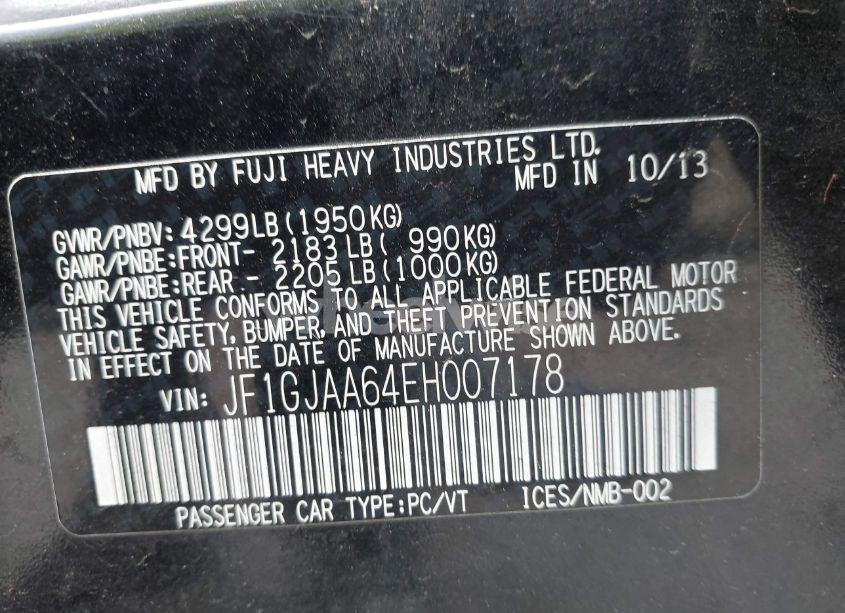 MFD BY FUJI HEAVY INDUSTRIES LTD.
MFD IN 10/13
GVWR/PNBV: 4299LB(1950KG)
GAWR/PNBE:FRONT- 2183 LB( 990KG)
GAWR/PNBE:REAR - 2205 LB(1000KG)
THIS VEHICLE CONFORMS TO ALL APPLICABLE FEDERAL MOTOR
VEHICLE SAFETY, BUMPER, AND THEFT PREVENTION STANDARDS
IN EFFECT ON THE DATE OF MANUFACTURE SHOWN ABOVE.
VIN: JF1GJAA64EH007178
PASSENGER CAR TYPE:PC/VT ICES/NMB-002